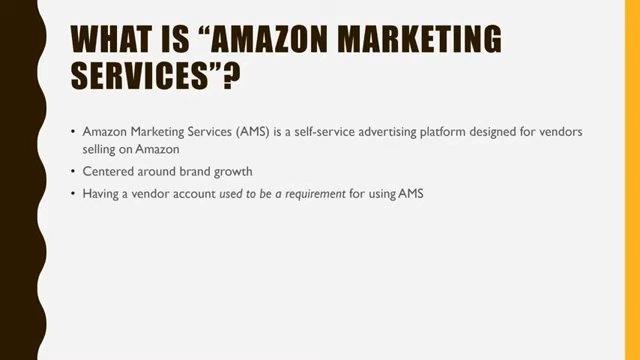 WHAT IS “AMAZON MARKETING
SERVICES”?
• Amazon Marketing Services (AMS) is a self-service advertising platform designed for vendors
selling on Amazon
• Centered around brand growth
• Having a vendor account used to be a requirement for using AMS